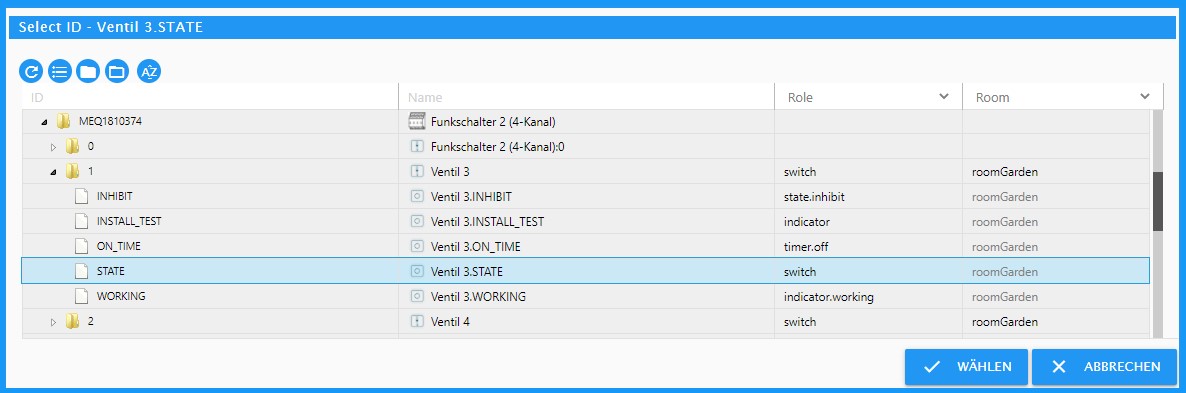 Select ID - Ventil 3.STATE
AZ
ID Name Role Room
MEQ1810374 Funkschalter 2 (4-Kanal)
0 Funkschalter 2 (4-Kanal):0
1 Ventil 3 switch roomGarden
INHIBIT Ventil 3.INHIBIT state.inhibit roomGarden
INSTALL_TEST Ventil 3.INSTALL_TEST indicator roomGarden
ON_TIME Ventil 3.ON_TIME timer.off roomGarden
STATE Ventil 3.STATE switch roomGarden
WORKING Ventil 3.WORKING indicator.working roomGarden
2 Ventil 4 switch roomGarden
WÄHLEN ABBRECHEN